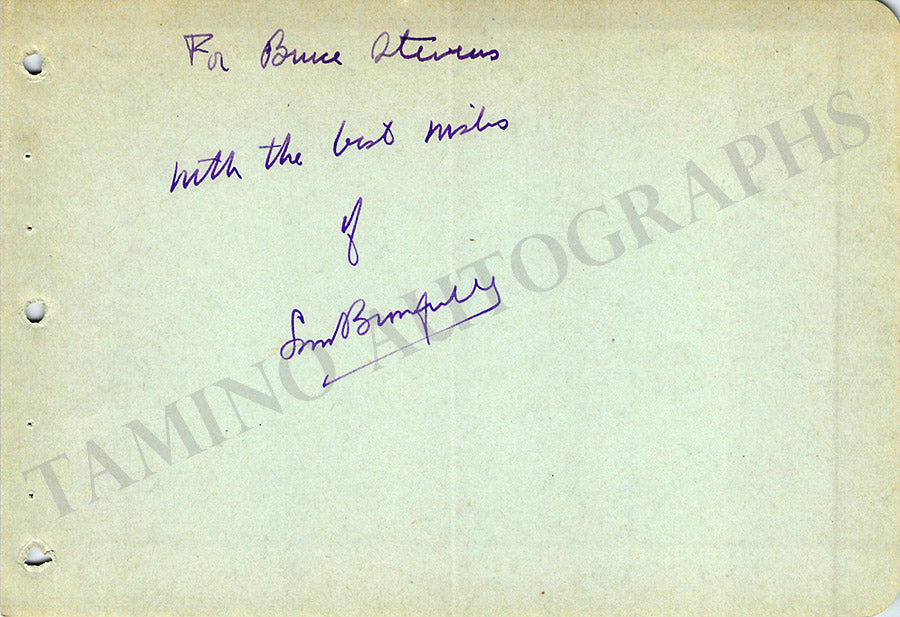 For Bruce Stevens
with the best wishes
of
TAMINO AUTOGRAPHS